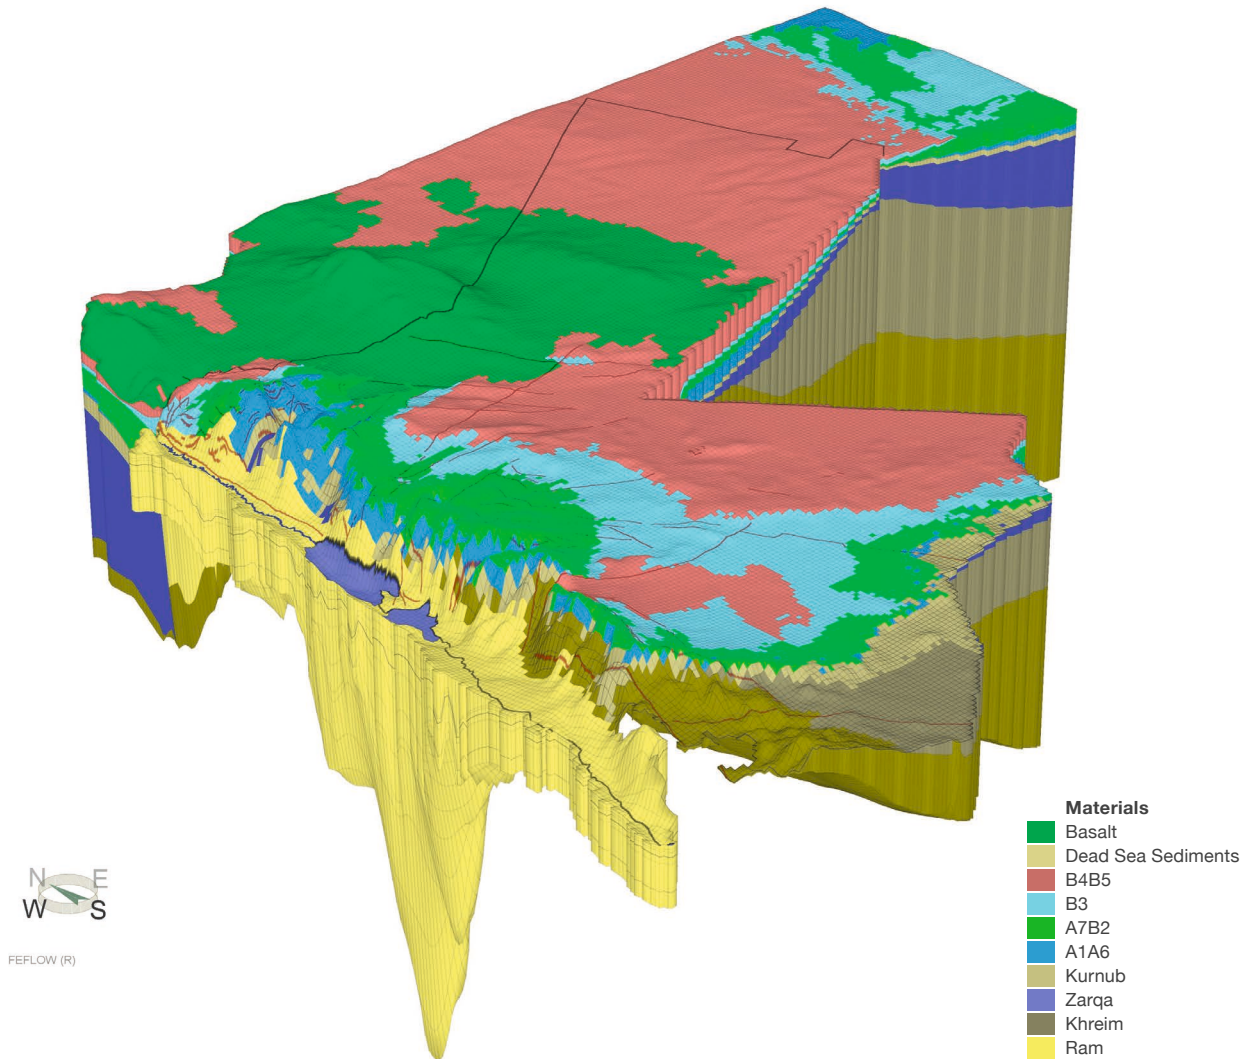 N E
W S
FEFLOW (R)
Materials
Basalt
Dead Sea Sediments
B4B5
B3
A7B2
A1A6
Kurnub
Zarqa
Khreim
Ram